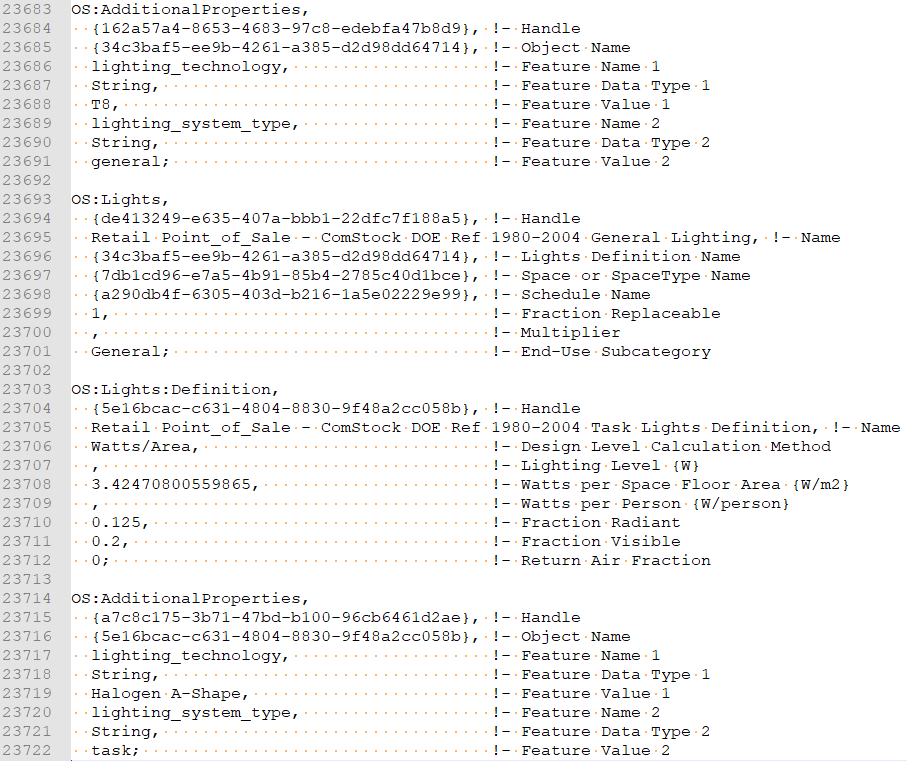 23683 OS:AdditionalProperties,
23684   {162a57a4-8653-4683-97c8-edebfa47b8d9}, !- Handle
23685   {34c3baf5-ee9b-4261-a385-d2d98dd64714}, !- Object Name
23686   lighting_technology,                    !- Feature Name 1
23687   String,                                 !- Feature Data Type 1
23688   T8,                                     !- Feature Value 1
23689   lighting_system_type,                   !- Feature Name 2
23690   String,                                 !- Feature Data Type 2
23691   general;                                !- Feature Value 2
23692
23693 OS:Lights,
23694   {de413249-e635-407a-bbb1-22dfc7f188a5}, !- Handle
23695   Retail Point_of_Sale - ComStock DOE Ref 1980-2004 General Lighting, !- Name
23696   {34c3baf5-ee9b-4261-a385-d2d98dd64714}, !- Lights Definition Name
23697   {7db1cd96-e7a5-4b91-85b4-2785c40d1bce}, !- Space or SpaceType Name
23698   {a290db4f-6305-403d-b216-1a5e02229e99}, !- Schedule Name
23699   1,                                      !- Fraction Replaceable
23700   ,                                       !- Multiplier
23701   General;                                !- End-Use Subcategory
23702
23703 OS:Lights:Definition,
23704   {5e16bcac-c631-4804-8830-9f48a2cc058b}, !- Handle
23705   Retail Point_of_Sale - ComStock DOE Ref 1980-2004 Task Lights Definition, !- Name
23706   Watts/Area,                             !- Design Level Calculation Method
23707   ,                                       !- Lighting Level {W}
23708   3.42470800559865,                       !- Watts per Space Floor Area {W/m2}
23709   ,                                       !- Watts per Person {W/person}
23710   0.125,                                  !- Fraction Radiant
23711   0.2,                                    !- Fraction Visible
23712   0;                                      !- Return Air Fraction
23713
23714 OS:AdditionalProperties,
23715   {a7c8c175-3b71-47bd-b100-96cb6461d2ae}, !- Handle
23716   {5e16bcac-c631-4804-8830-9f48a2cc058b}, !- Object Name
23717   lighting_technology,                    !- Feature Name 1
23718   String,                                 !- Feature Data Type 1
23719   Halogen A-Shape,                        !- Feature Value 1
23720   lighting_system_type,                   !- Feature Name 2
23721   String,                                 !- Feature Data Type 2
23722   task;                                   !- Feature Value 2